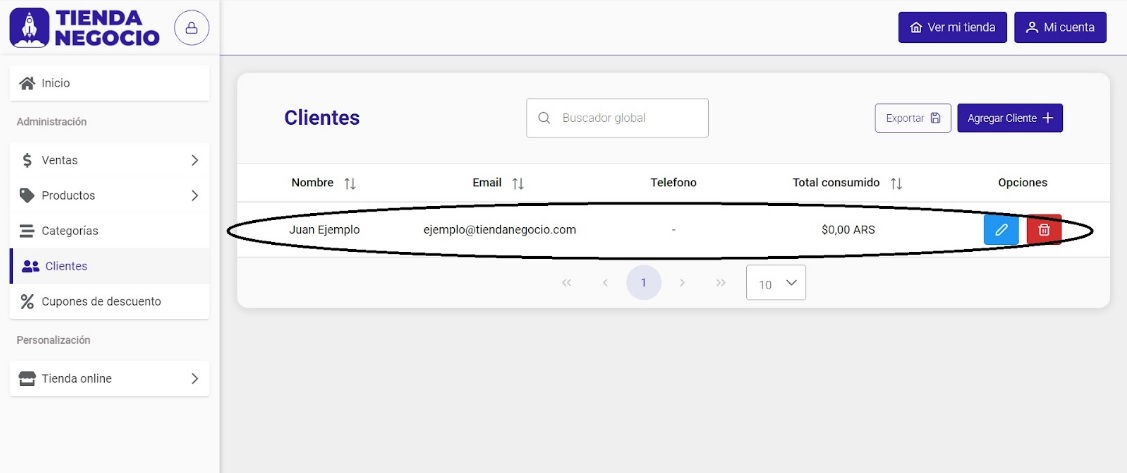 TIENDA
NEGOCIO
Ver mi tienda
Mi cuenta
Inicio
Administración
Ventas
Productos
Categorías
Clientes
Cupones de descuento
Personalización
Tienda online
Clientes
Buscador global
Exportar
Agregar Cliente +
Nombre Email Telefono Total consumido Opciones
Juan Ejemplo ejemplo@tiendanegocio.com - $0,00 ARS
« ‹ 1 › » 10